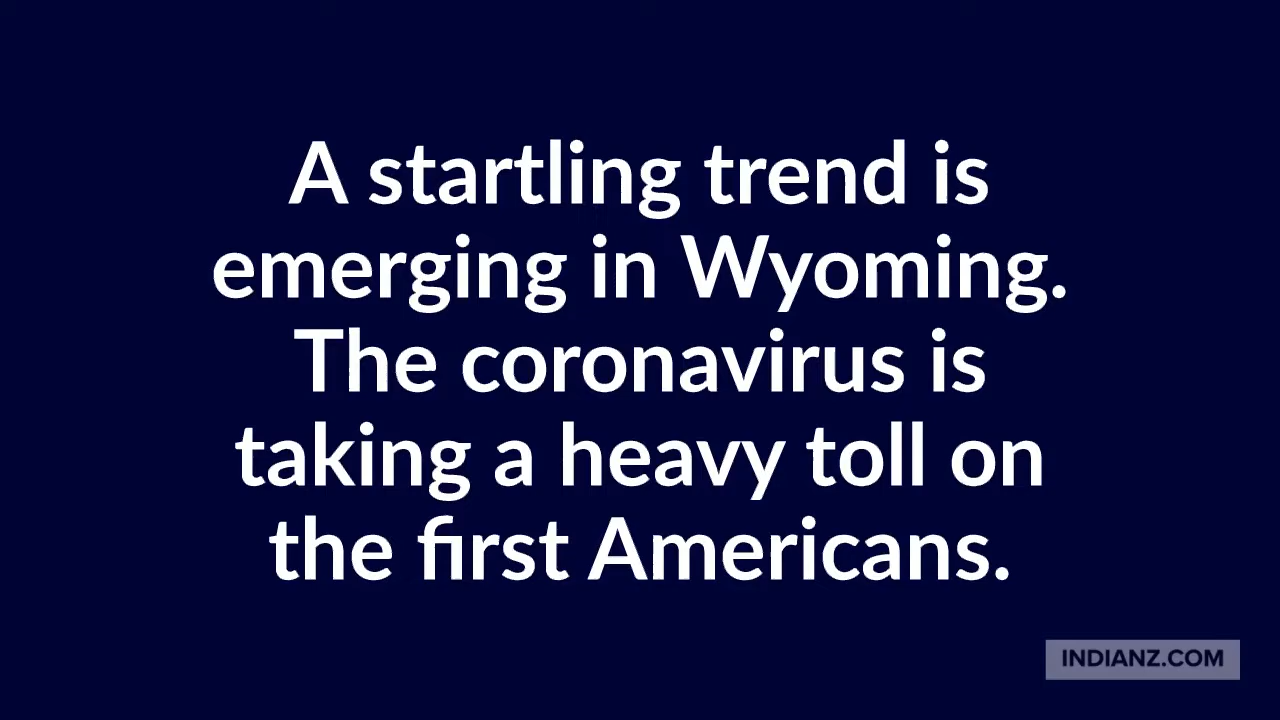 A startling trend is
emerging in Wyoming.
The coronavirus is
taking a heavy toll on
the first Americans.
INDIANZ.COM